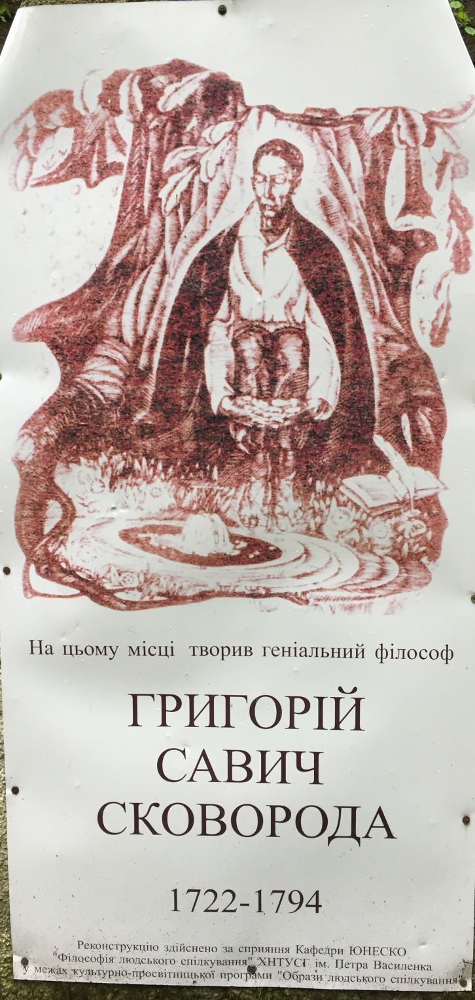 На цьому місці творив геніальний філософ
ГРИГОРІЙ
САВИЧ
СКОВОРОДА
1722-1794
Реконструкцію здійснено за сприяння Кафедри ЮНЕСКО
"Філософія людського спілкування" ХНТУСГ ім. Петра Василенка
у межах культурно-просвітницької програми "Образи людського спілкування"